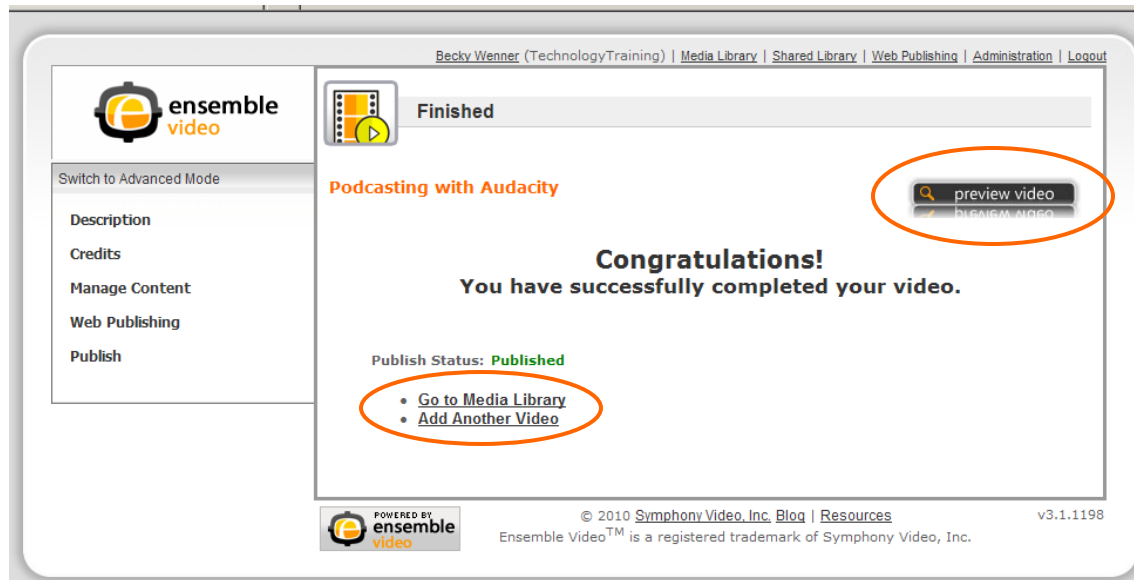 Becky Wenner (TechnologyTraining) | Media Library | Shared Library | Web Publishing | Administration | Logout
ensemble
video
Finished
Switch to Advanced Mode
Description
Credits
Manage Content
Web Publishing
Publish
Podcasting with Audacity
preview video
Congratulations!
You have successfully completed your video.
Publish Status: Published
• Go to Media Library
• Add Another Video
POWERED BY
ensemble
video
© 2010 Symphony Video, Inc. Blog | Resources
v3.1.1198
Ensemble Video™ is a registered trademark of Symphony Video, Inc.